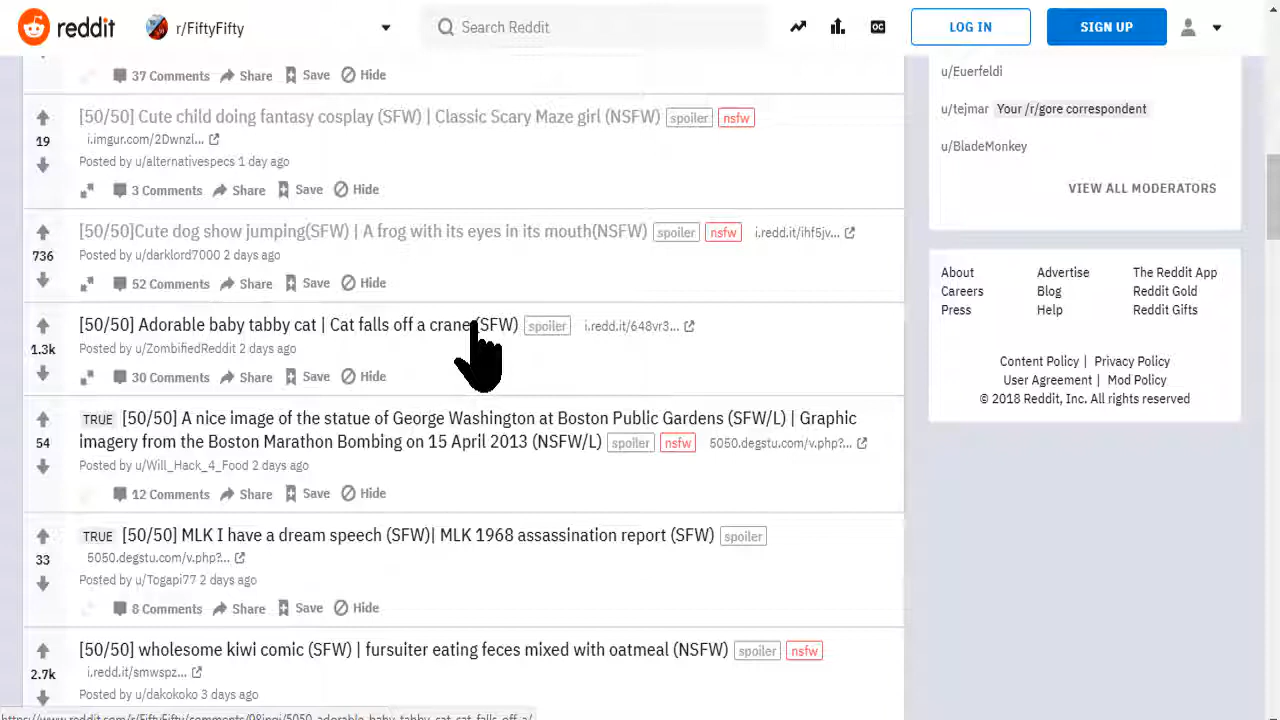 reddit r/FiftyFifty Search Reddit LOG IN SIGN UP
37 Comments Share Save Hide
[50/50] Cute child doing fantasy cosplay (SFW) | Classic Scary Maze girl (NSFW) spoiler nsfw
19
i.imgur.com/2Dwnzl...
Posted by u/alternativespecs 1 day ago
3 Comments Share Save Hide
[50/50]Cute dog show jumping(SFW) | A frog with its eyes in its mouth(NSFW) spoiler nsfw i.redd.it/ihf5jv...
736
Posted by u/darklord7000 2 days ago
52 Comments Share Save Hide
[50/50] Adorable baby tabby cat | Cat falls off a crane (SFW) spoiler i.redd.it/648vr3...
1.3k
Posted by u/ZombifiedReddit 2 days ago
30 Comments Share Save Hide
TRUE [50/50] A nice image of the statue of George Washington at Boston Public Gardens (SFW/L) | Graphic
imagery from the Boston Marathon Bombing on 15 April 2013 (NSFW/L) spoiler nsfw 5050.degstu.com/v.php?...
54
Posted by u/Will_Hack_4_Food 2 days ago
12 Comments Share Save Hide
TRUE [50/50] MLK I have a dream speech (SFW)| MLK 1968 assassination report (SFW) spoiler
33
5050.degstu.com/v.php?...
Posted by u/Togapi77 2 days ago
8 Comments Share Save Hide
[50/50] wholesome kiwi comic (SFW) | fursuiter eating feces mixed with oatmeal (NSFW) spoiler nsfw
2.7k
i.redd.it/smwspz...
Posted by u/dakokoko 3 days ago
u/Euerfeldi
u/tejmar Your /r/gore correspondent
u/BladeMonkey
VIEW ALL MODERATORS
About Advertise The Reddit App
Careers Blog Reddit Gold
Press Help Reddit Gifts
Content Policy | Privacy Policy
User Agreement | Mod Policy
© 2018 Reddit, Inc. All rights reserved